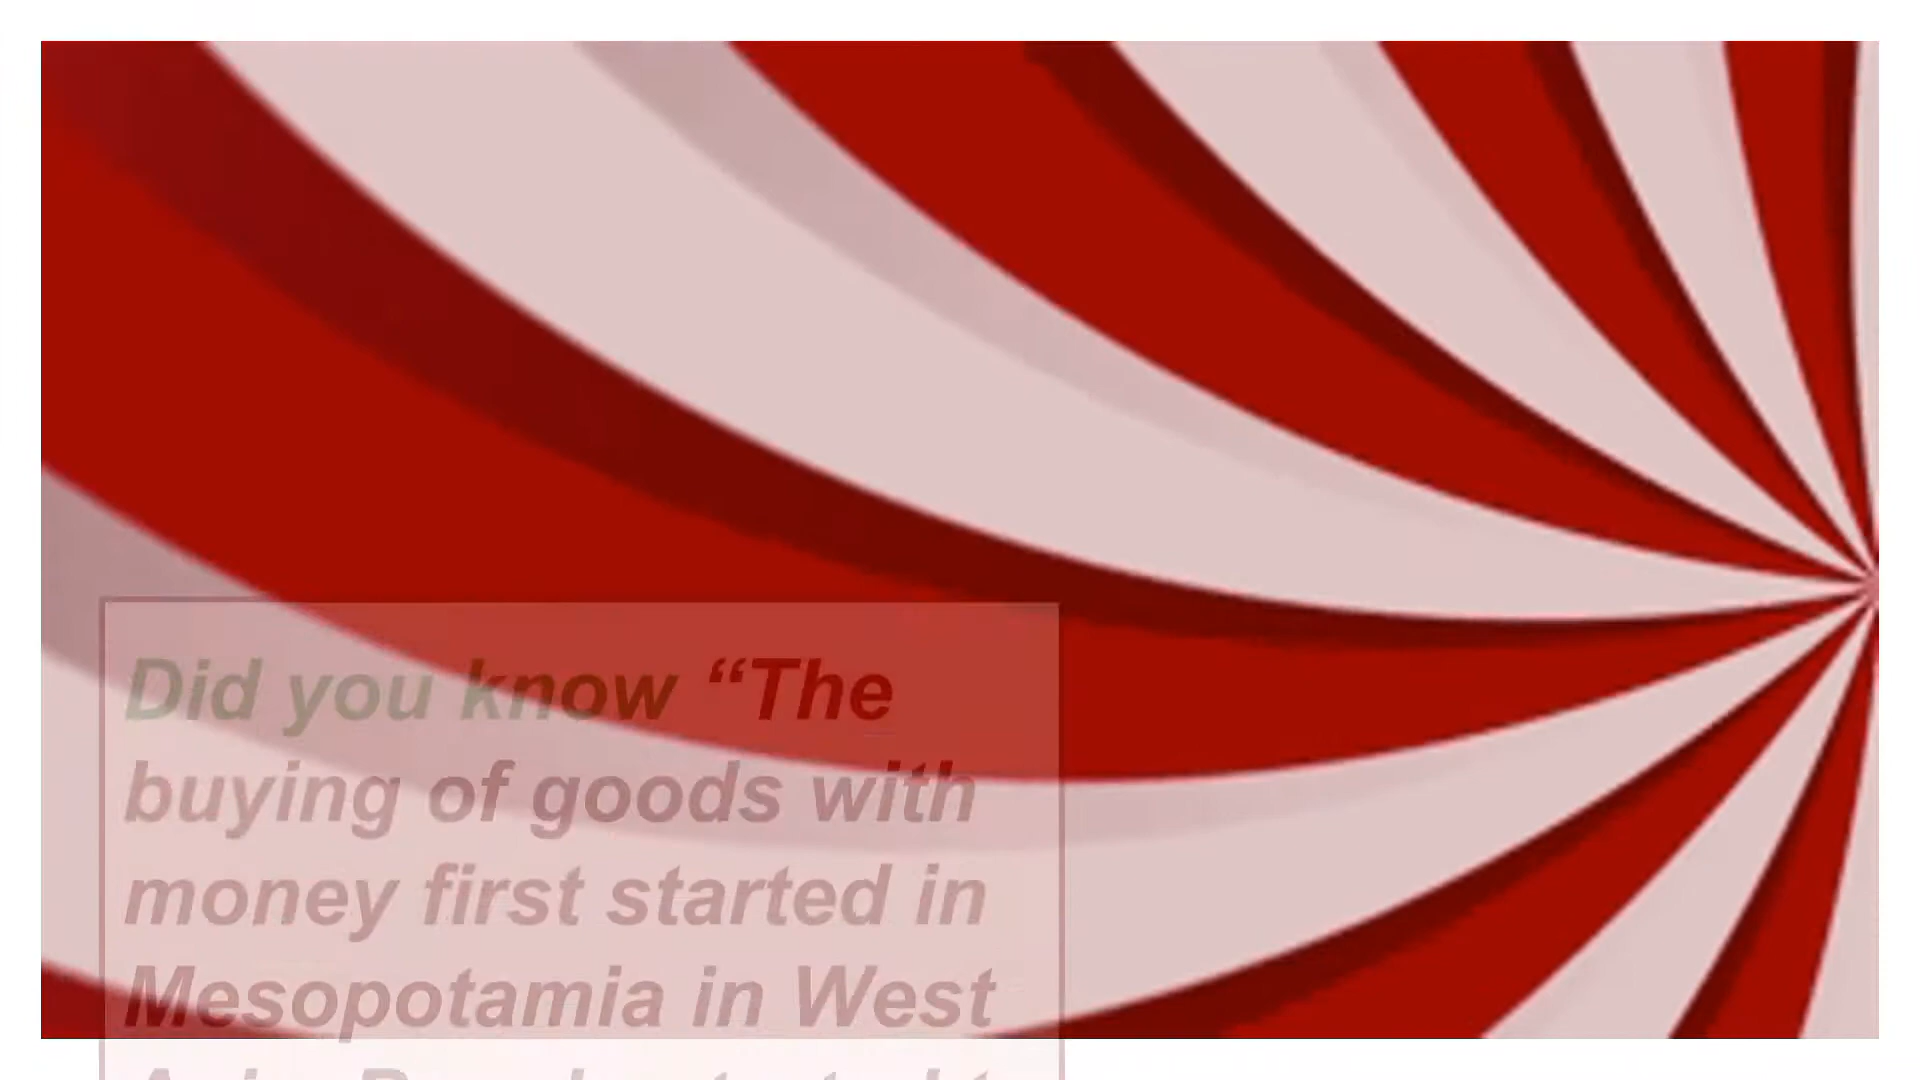 Did you know “The
buying of goods with
money first started in
Mesopotamia in West